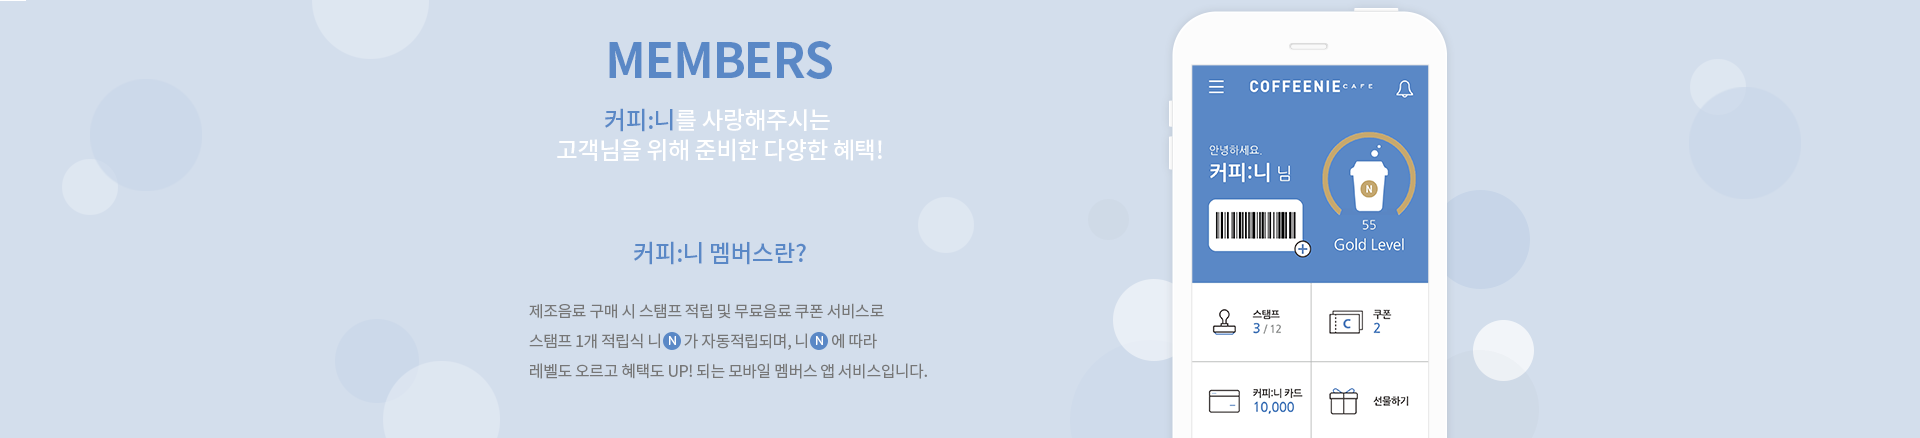 MEMBERS
커피:니를 사랑해주시는
고객님을 위해 준비한 다양한 혜택!
커피:니 멤버스란?
제조음료 구매 시 스탬프 적립 및 무료음료 쿠폰 서비스로
스탬프 1개 적립식 니 N 가 자동적립되며, 니 N 에 따라
레벨도 오르고 혜택도 UP! 되는 모바일 멤버스 앱 서비스입니다.
COFFEENIE CAFE
안녕하세요.
커피:니 님
N
55
Gold Level
스탬프
3 / 12
C
쿠폰
2
커피:니 카드
10,000
선물하기